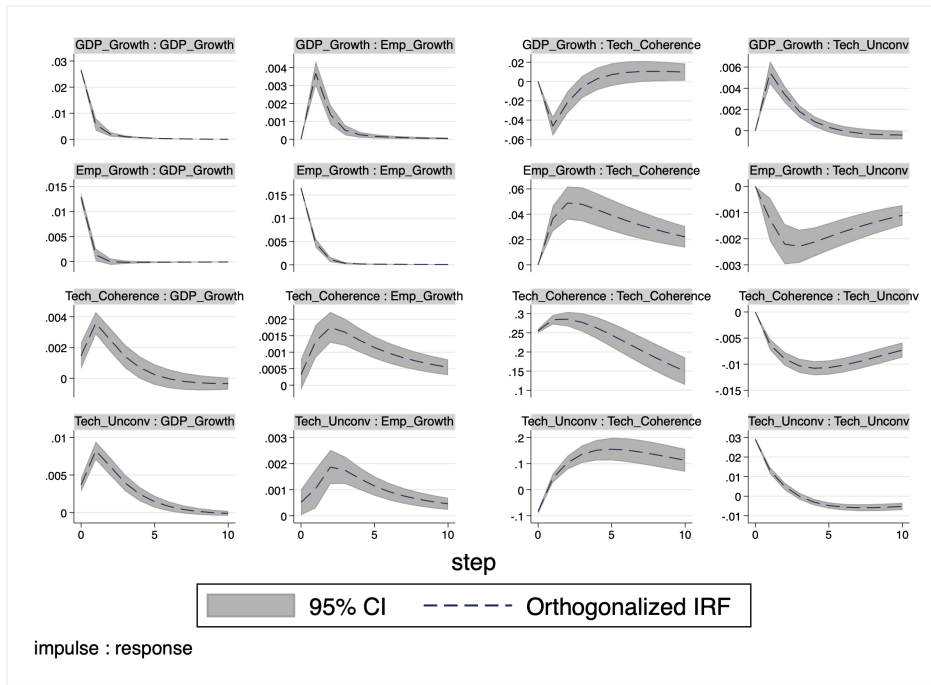 GDP_Growth : GDP_Growth
.03
.02
.01
0
GDP_Growth : Emp_Growth
.004
.003
.002
.001
0
GDP_Growth : Tech_Coherence
.02
0
-.02
-.04
-.06
GDP_Growth : Tech_Unconv
.006
.004
.002
0
Emp_Growth : GDP_Growth
.015
.01
.005
0
Emp_Growth : Emp_Growth
.015
.01
.005
0
Emp_Growth : Tech_Coherence
.06
.04
.02
0
Emp_Growth : Tech_Unconv
0
-.001
-.002
-.003
Tech_Coherence : GDP_Growth
.004
.002
0
Tech_Coherence : Emp_Growth
.002
.0015
.001
.0005
0
Tech_Coherence : Tech_Coherence
.3
.25
.2
.15
.1
Tech_Coherence : Tech_Unconv
0
-.005
-.01
-.015
Tech_Unconv : GDP_Growth
.01
.005
0
0 5 10
Tech_Unconv : Emp_Growth
.003
.002
.001
0
0 5 10
Tech_Unconv : Tech_Coherence
.2
.1
0
-.1
0 5 10
Tech_Unconv : Tech_Unconv
.03
.02
.01
0
-.01
0 5 10
step
95% CI Orthogonalized IRF
impulse : response